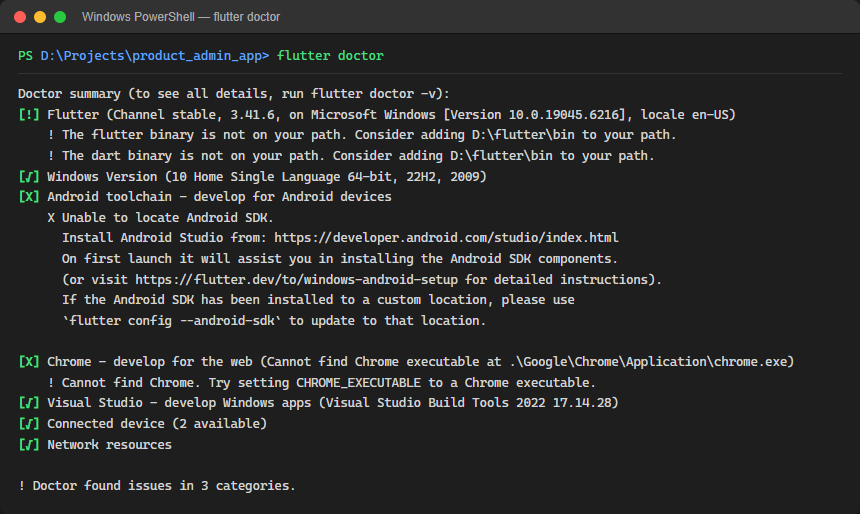 Windows PowerShell — flutter doctor
PS D:\Projects\product_admin_app> flutter doctor
Doctor summary (to see all details, run flutter doctor -v):
[!] Flutter (Channel stable, 3.41.6, on Microsoft Windows [Version 10.0.19045.6216], locale en-US)
! The flutter binary is not on your path. Consider adding D:\flutter\bin to your path.
! The dart binary is not on your path. Consider adding D:\flutter\bin to your path.
[√] Windows Version (10 Home Single Language 64-bit, 22H2, 2009)
[X] Android toolchain - develop for Android devices
X Unable to locate Android SDK.
Install Android Studio from: https://developer.android.com/studio/index.html
On first launch it will assist you in installing the Android SDK components.
(or visit https://flutter.dev/to/windows-android-setup for detailed instructions).
If the Android SDK has been installed to a custom location, please use
`flutter config --android-sdk` to update to that location.
[X] Chrome - develop for the web (Cannot find Chrome executable at .\Google\Chrome\Application\chrome.exe)
! Cannot find Chrome. Try setting CHROME_EXECUTABLE to a Chrome executable.
[√] Visual Studio - develop Windows apps (Visual Studio Build Tools 2022 17.14.28)
[√] Connected device (2 available)
[√] Network resources
! Doctor found issues in 3 categories.